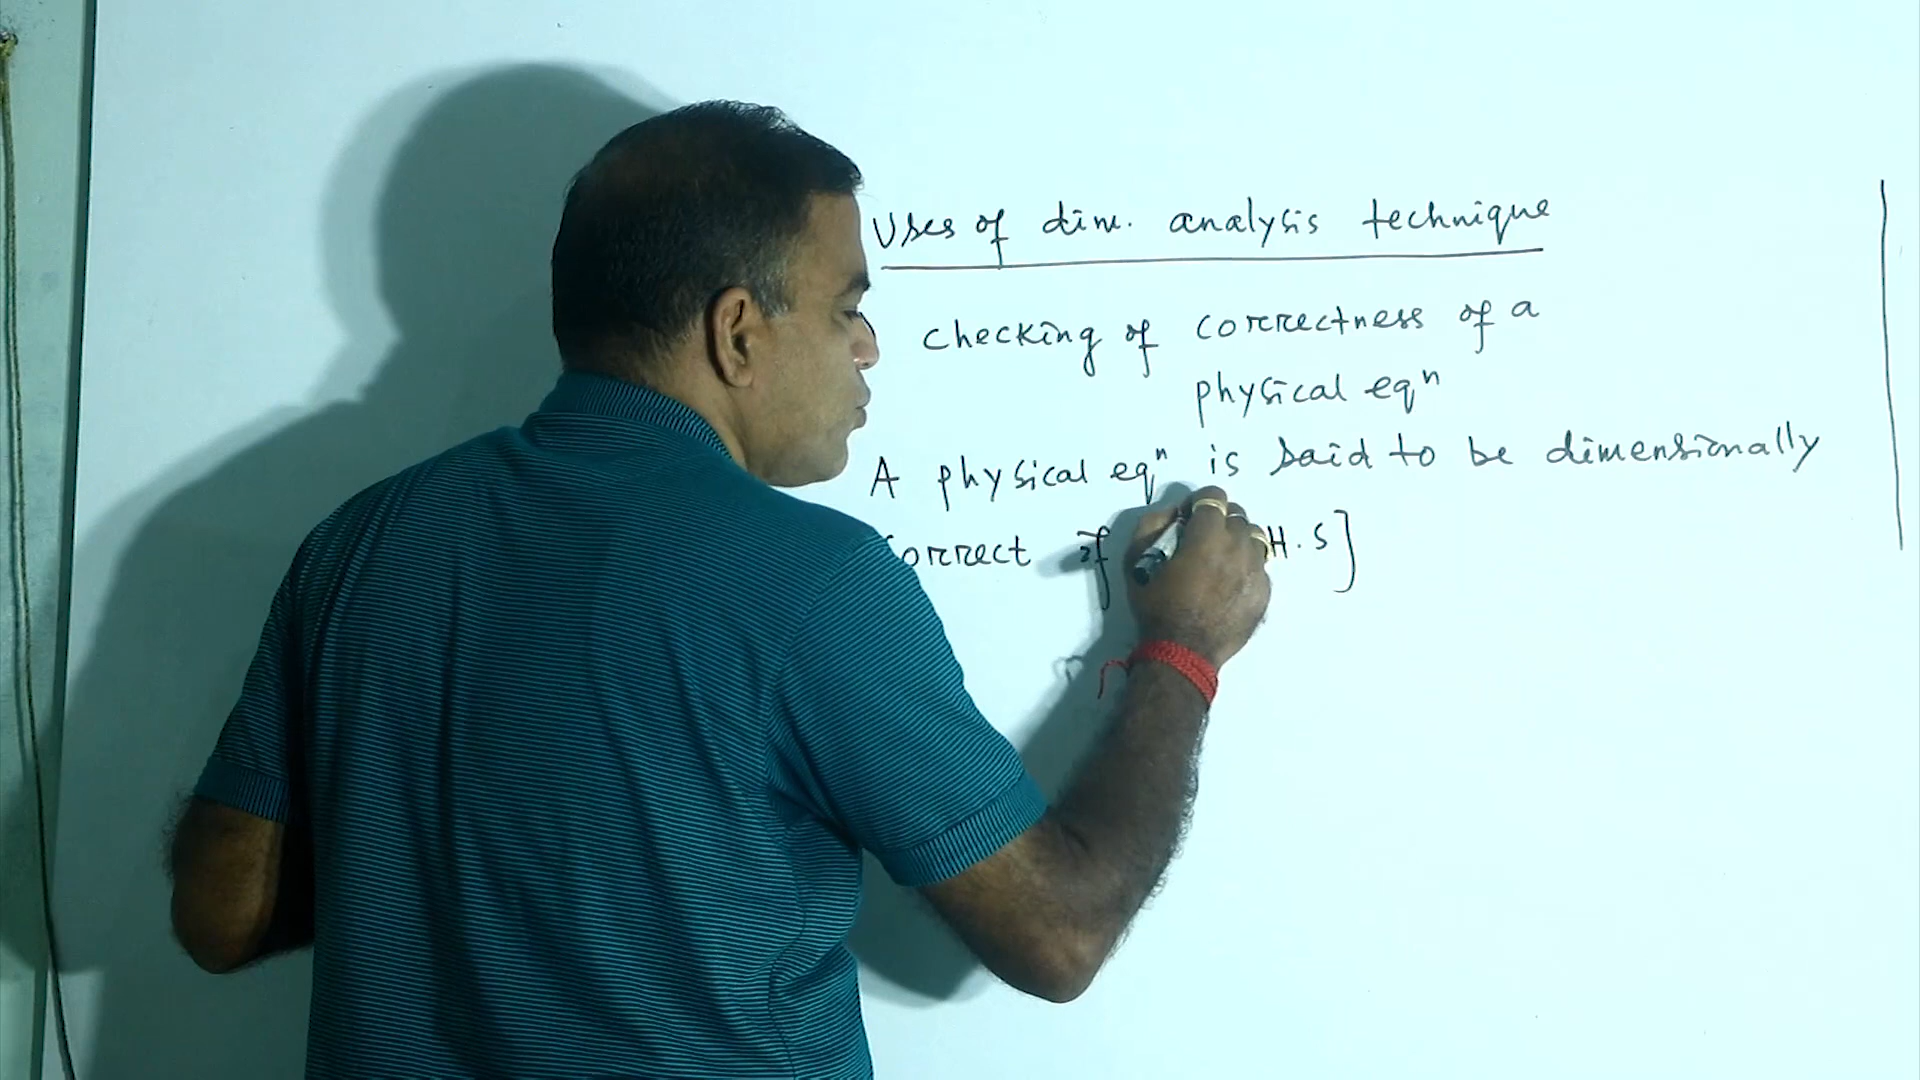 Uses of dim. analysis technique
Checking of correctness of a
physical eqⁿ
A physical eqⁿ is said to be dimensionally
correct if H.S]